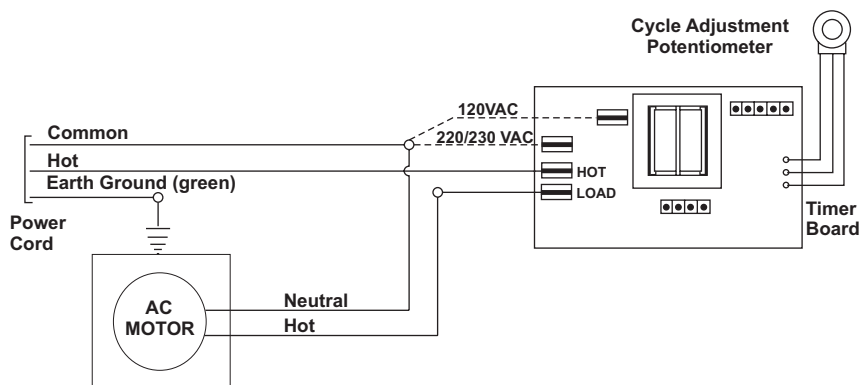 Cycle Adjustment
Potentiometer
120VAC
Common
220/230 VAC
Hot
HOT
Earth Ground (green)
LOAD
Power
Cord
Timer
Board
AC
MOTOR
Neutral
Hot